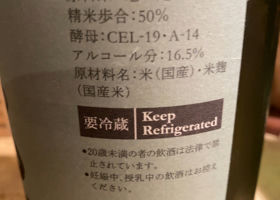 精米歩合：50%
酵母：CEL-19・A-14
アルコール分：16.5%
原材料名：米（国産）・米麹
（国産米）
要冷蔵
Keep
Refrigerated
•20歳未満の者の飲酒は法律で禁
止されています。
•妊娠中、授乳中の飲酒はお控え
ください。